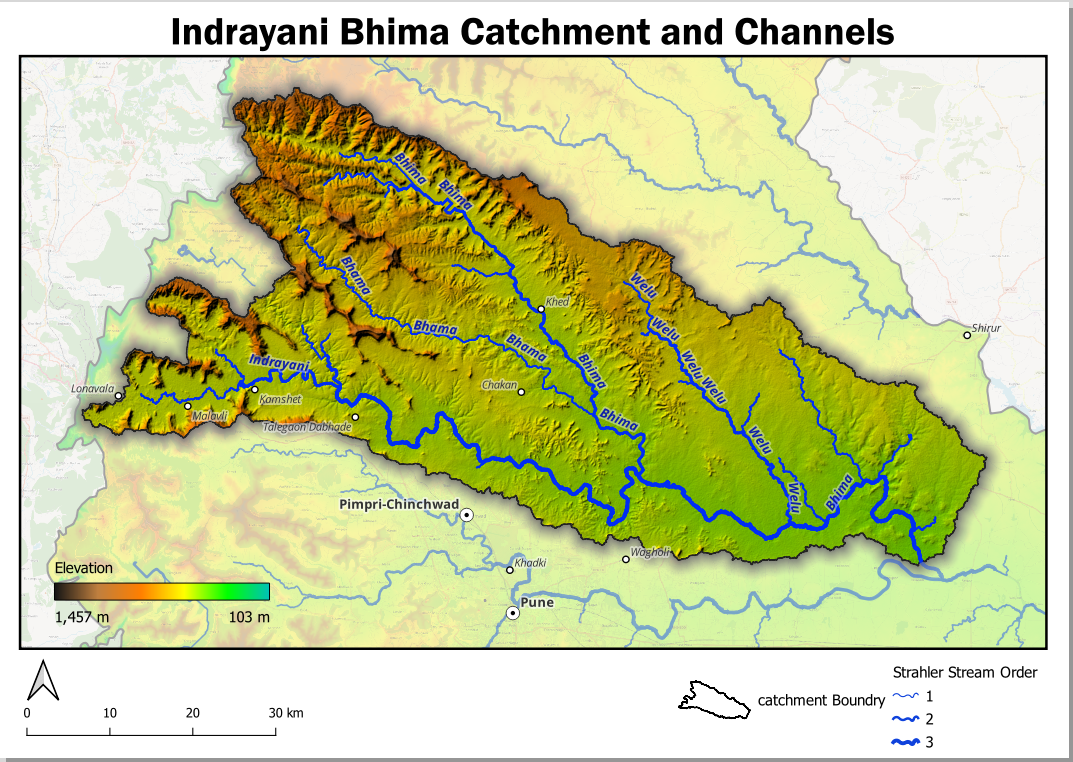 Indrayani Bhima Catchment and Channels
Bhima
Bhima
Bhama
Welu
Khed
Shirur
Welu
Bhama
Bhama
Indrayani
Bhima
Welu
Welu
Lonavala
Kamshet
Chakan
Malavli
Bhima
Talegaon Dabhade
Welu
Welu
Bhima
Pimpri-Chinchwad
Wagholi
Khadki
Elevation
Pune
1,457 m
103 m
Strahler Stream Order
1
2
3
catchment Boundry
0
10
20
30 km